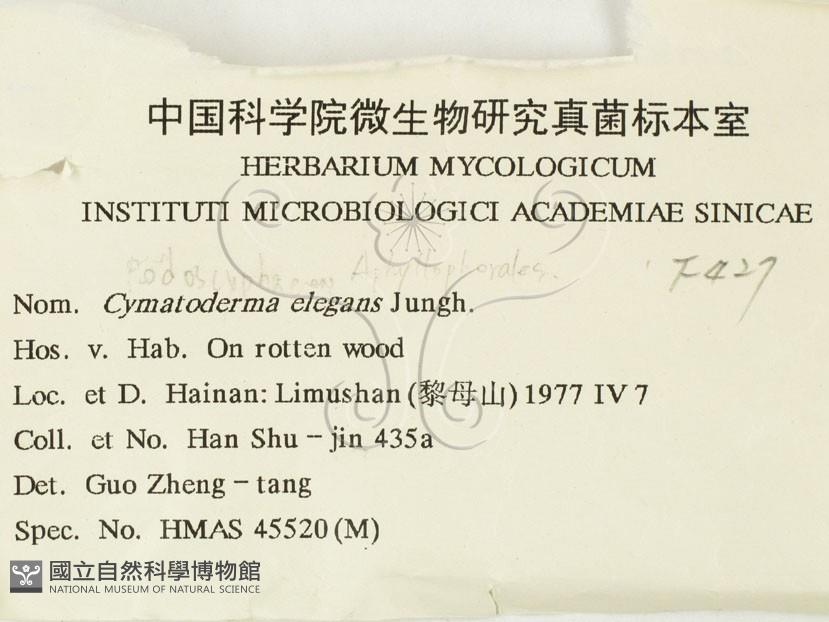 中国科学院微生物研究真菌标本室
HERBARIUM MYCOLOGICUM
INSTITUTI MICROBIOLOGICI ACADEMIAE SINICAE
Aphyllophorales. F427
Nom. Cymatoderma elegans Jungh.
Hos. v. Hab. On rotten wood
Loc. et D. Hainan: Limushan (黎母山) 1977 IV 7
Coll. et No. Han Shu-jin 435a
Det. Guo Zheng-tang
Spec. No. HMAS 45520 (M)
國立自然科學博物館
NATIONAL MUSEUM OF NATURAL SCIENCE